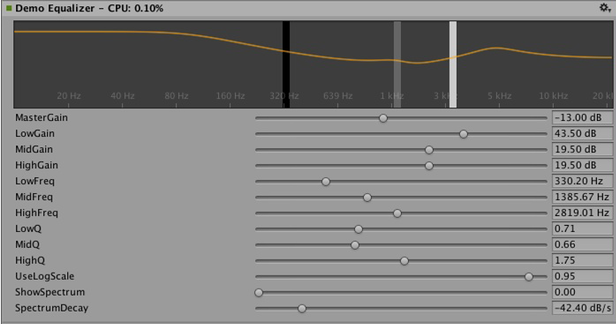 Demo Equalizer - CPU: 0.10%
20 Hz 40 Hz 80 Hz 160 Hz 320 Hz 639 Hz 1 kHz 3 kHz 5 kHz 10 kHz 20 kH
MasterGain -13.00 dB
LowGain 43.50 dB
MidGain 19.50 dB
HighGain 19.50 dB
LowFreq 330.20 Hz
MidFreq 1385.67 Hz
HighFreq 2819.01 Hz
LowQ 0.71
MidQ 0.66
HighQ 1.75
UseLogScale 0.95
ShowSpectrum 0.00
SpectrumDecay -42.40 dB/s